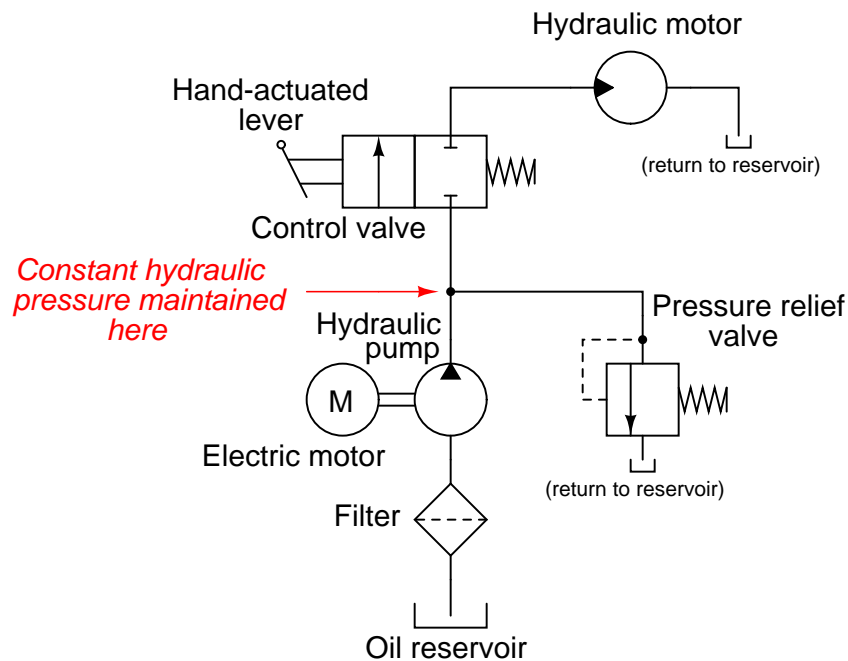 Hydraulic motor
Hand-actuated
lever
(return to reservoir)
Control valve
Constant hydraulic
pressure maintained
here
Hydraulic
pump
Pressure relief
valve
M
Electric motor
(return to reservoir)
Filter
Oil reservoir